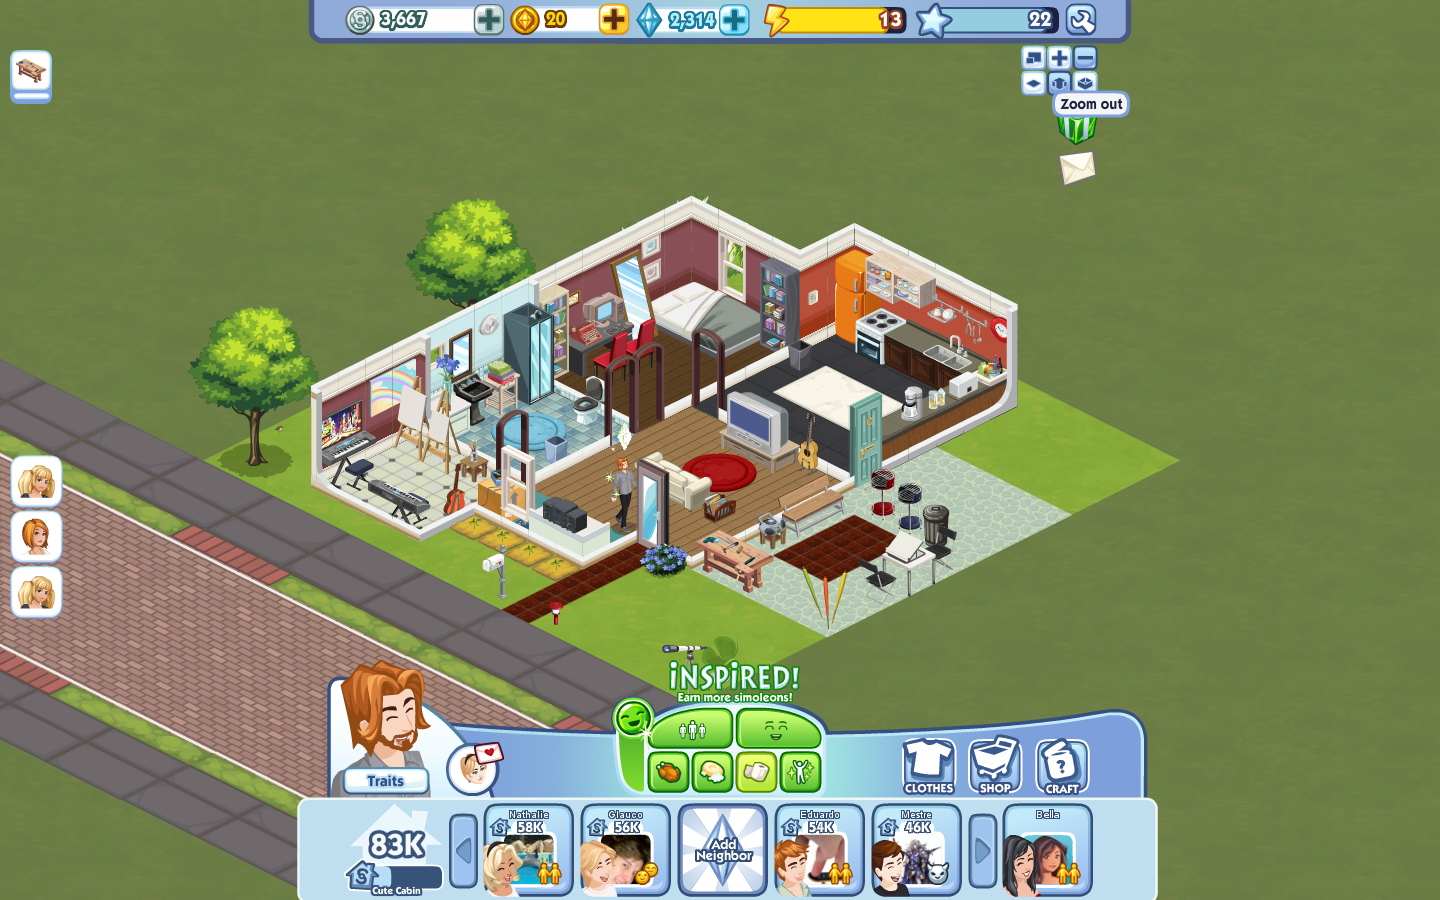 3,667
20
2,314
13
22
Zoom out
iNSPiRED!
Earn more simoleons!
Traits
CLOTHES
SHOP
?
CRAFT
83K
S
Cute Cabin
Nathalie
S 58K
Glauco
S 56K
Add
Neighbor
Eduardo
S 54K
Mestre
S 46K
Bella